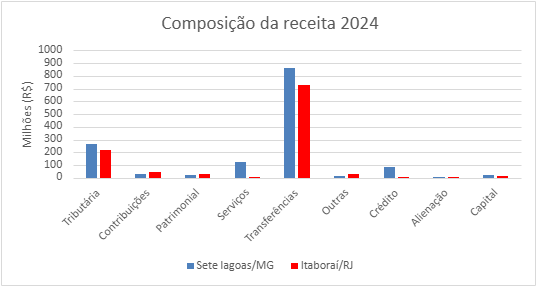 Composição da receita 2024
Milhões (R$)
1000
900
800
700
600
500
400
300
200
100
0
Tributária
Contribuições
Patrimonial
Serviços
Transferências
Outras
Crédito
Alienação
Capital
Sete lagoas/MG
Itaboraí/RJ